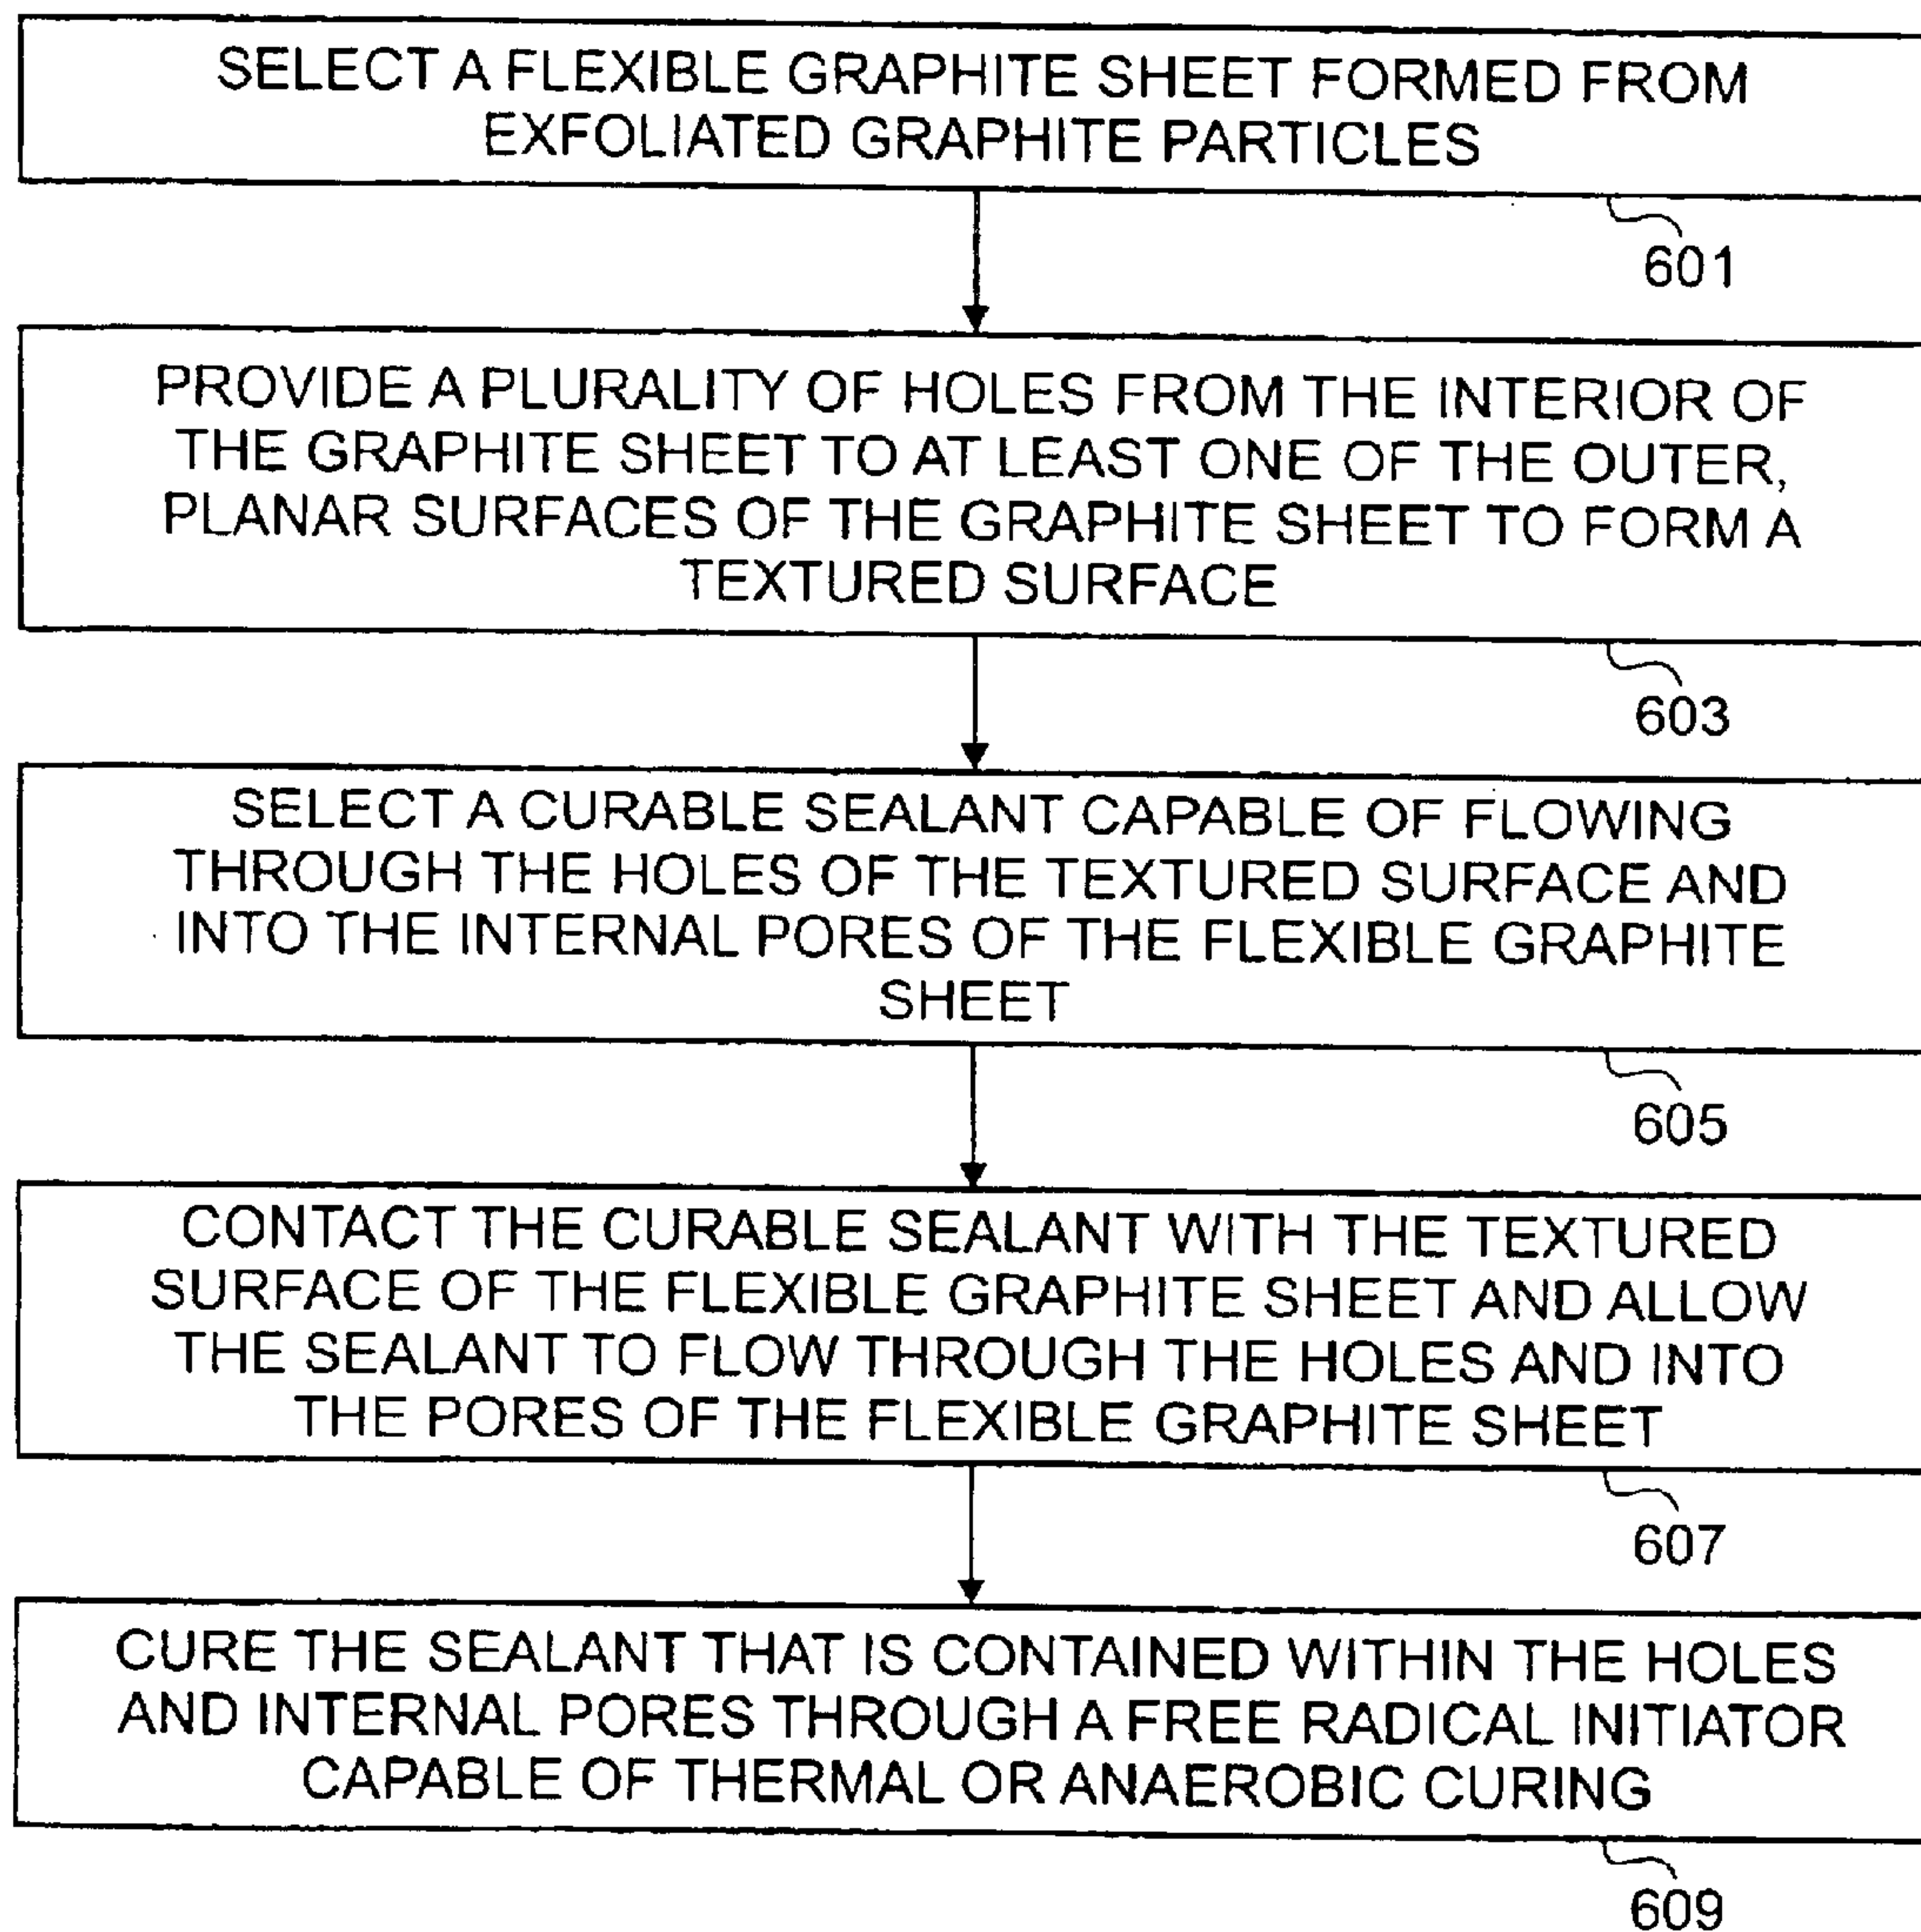 SELECT A FLEXIBLE GRAPHITE SHEET FORMED FROM
EXFOLIATED GRAPHITE PARTICLES
601
PROVIDE A PLURALITY OF HOLES FROM THE INTERIOR OF
THE GRAPHITE SHEET TO AT LEAST ONE OF THE OUTER,
PLANAR SURFACES OF THE GRAPHITE SHEET TO FORM A
TEXTURED SURFACE
603
SELECT A CURABLE SEALANT CAPABLE OF FLOWING
THROUGH THE HOLES OF THE TEXTURED SURFACE AND
INTO THE INTERNAL PORES OF THE FLEXIBLE GRAPHITE
SHEET
605
CONTACT THE CURABLE SEALANT WITH THE TEXTURED
SURFACE OF THE FLEXIBLE GRAPHITE SHEET AND ALLOW
THE SEALANT TO FLOW THROUGH THE HOLES AND INTO
THE PORES OF THE FLEXIBLE GRAPHITE SHEET
607
CURE THE SEALANT THAT IS CONTAINED WITHIN THE HOLES
AND INTERNAL PORES THROUGH A FREE RADICAL INITIATOR
CAPABLE OF THERMAL OR ANAEROBIC CURING
609